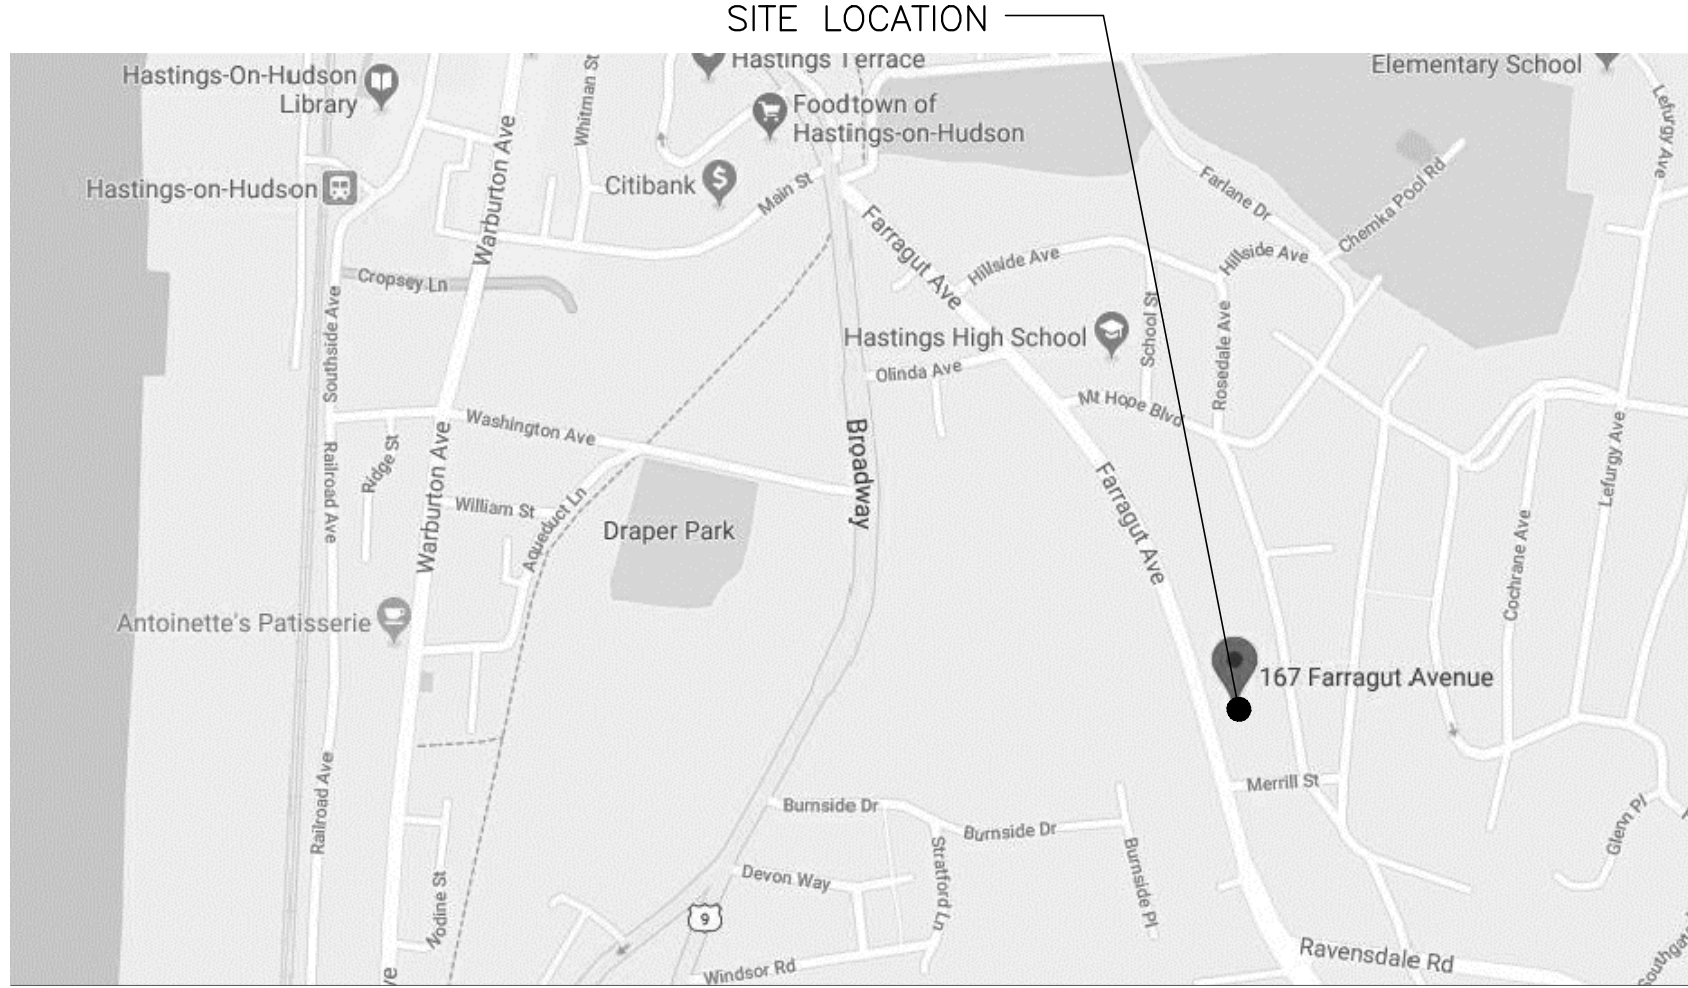 SITE LOCATION
Hastings Terrace
Elementary School
Hastings-On-Hudson
Library
Whitman St
Foodtown of
Hastings-on-Hudson
Lefurgy Ave
Warburton Ave
Hastings-on-Hudson
Citibank
Main St
Farlane Dr
Chemka Pool Rd
Farragut Ave
Hillside Ave
Hillside Ave
Cropsey Ln
Southside Ave
Hastings High School
School St
Rosedale Ave
Olinda Ave
Mt Hope Blvd
Washington Ave
Broadway
Railroad Ave
Ridge St
Warburton Ave
William St
Aqueduct Ln
Draper Park
Farragut Ave
Lefurgy Ave
Cochrane Ave
Antoinette's Patisserie
167 Farragut Avenue
Railroad Ave
Merrill St
Burnside Dr
Burnside Dr
Glenn Pl
Stratford Ln
Burnside Pl
Devon Way
Nodine St
9
Ravensdale Rd
Windsor Rd
ve
Southgate